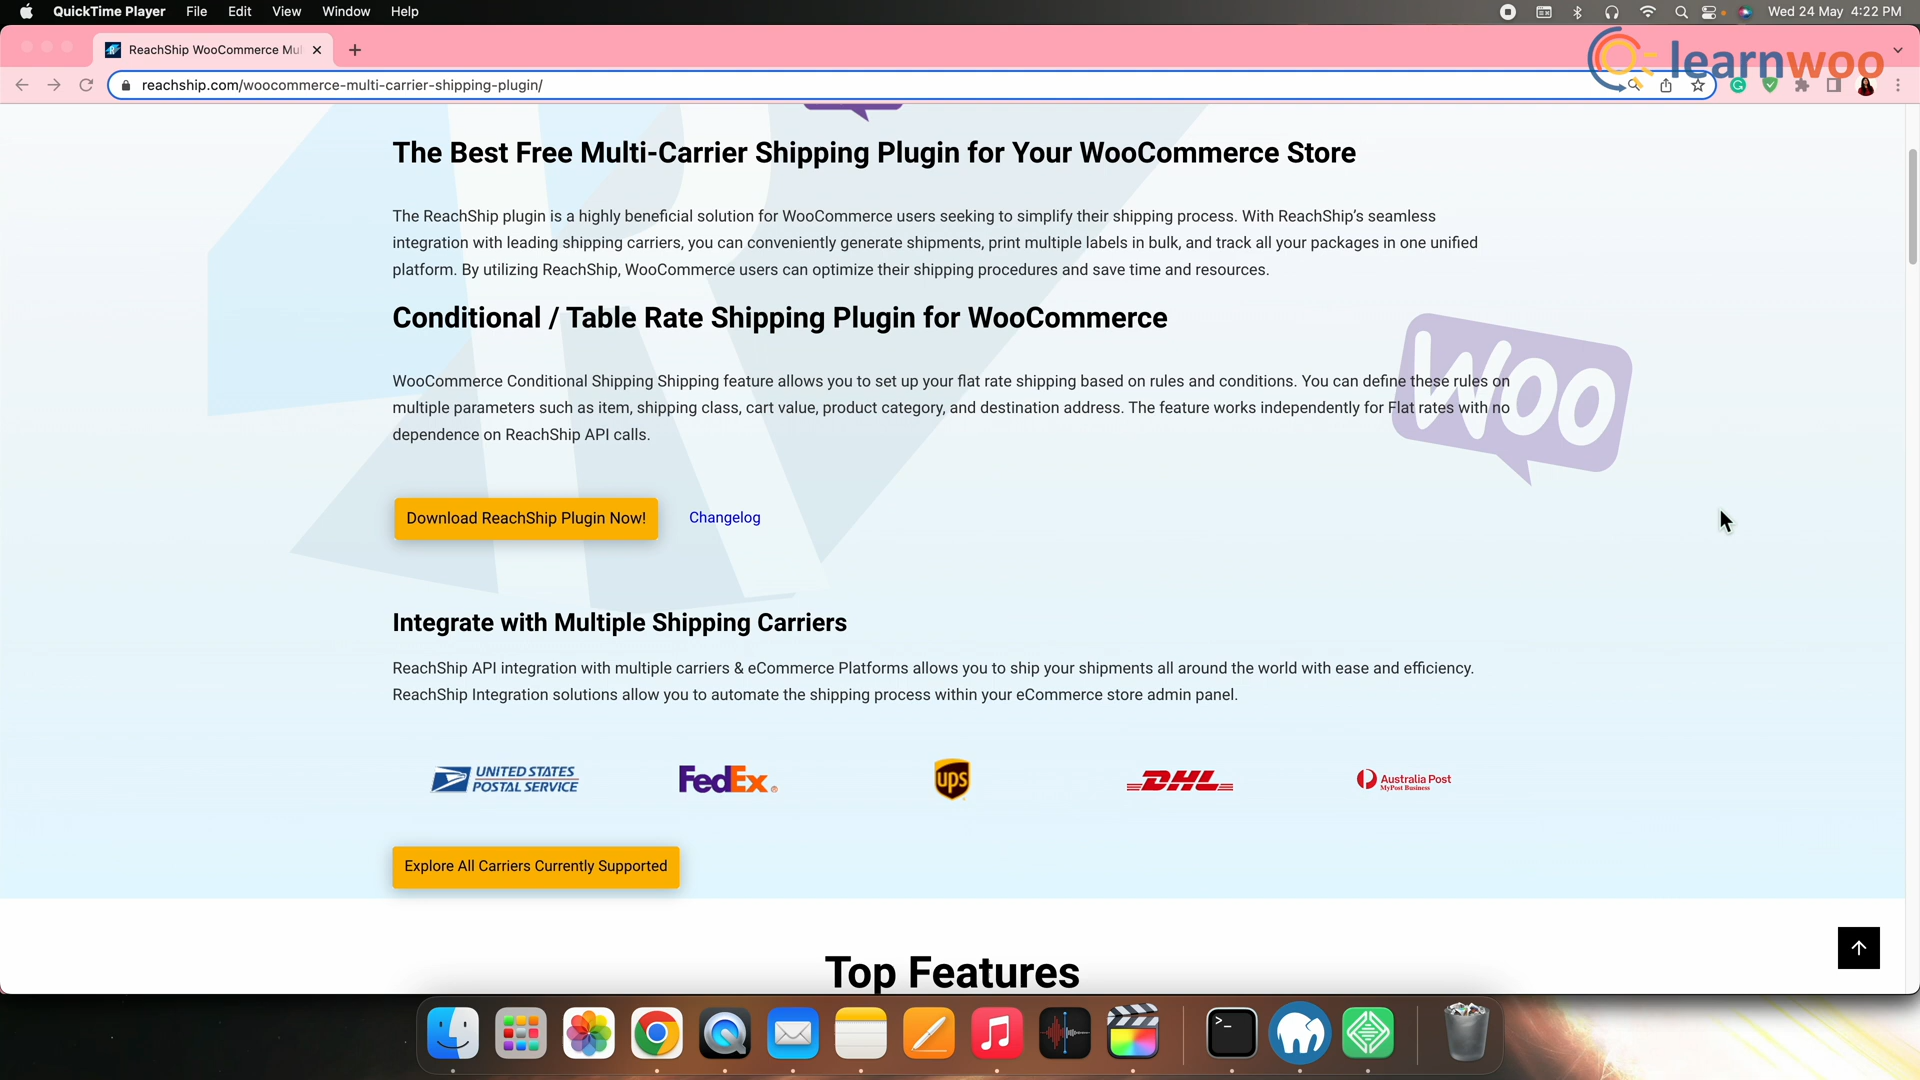 QuickTime Player File Edit View Window Help
Wed 24 May 4:22 PM
ReachShip WooCommerce Mul
learnwoo
reachship.com/woocommerce-multi-carrier-shipping-plugin/
The Best Free Multi-Carrier Shipping Plugin for Your WooCommerce Store
The ReachShip plugin is a highly beneficial solution for WooCommerce users seeking to simplify their shipping process. With ReachShip's seamless
integration with leading shipping carriers, you can conveniently generate shipments, print multiple labels in bulk, and track all your packages in one unified
platform. By utilizing ReachShip, WooCommerce users can optimize their shipping procedures and save time and resources.
Conditional / Table Rate Shipping Plugin for WooCommerce
WooCommerce Conditional Shipping Shipping feature allows you to set up your flat rate shipping based on rules and conditions. You can define these rules on
multiple parameters such as item, shipping class, cart value, product category, and destination address. The feature works independently for Flat rates with no
dependence on ReachShip API calls.
Woo
Download ReachShip Plugin Now! Changelog
Integrate with Multiple Shipping Carriers
ReachShip API integration with multiple carriers & eCommerce Platforms allows you to ship your shipments all around the world with ease and efficiency.
ReachShip Integration solutions allow you to automate the shipping process within your eCommerce store admin panel.
UNITED STATES
POSTAL SERVICE
FedEx
ups
DHL
Australia Post
MyPost Business
Explore All Carriers Currently Supported
Top Features